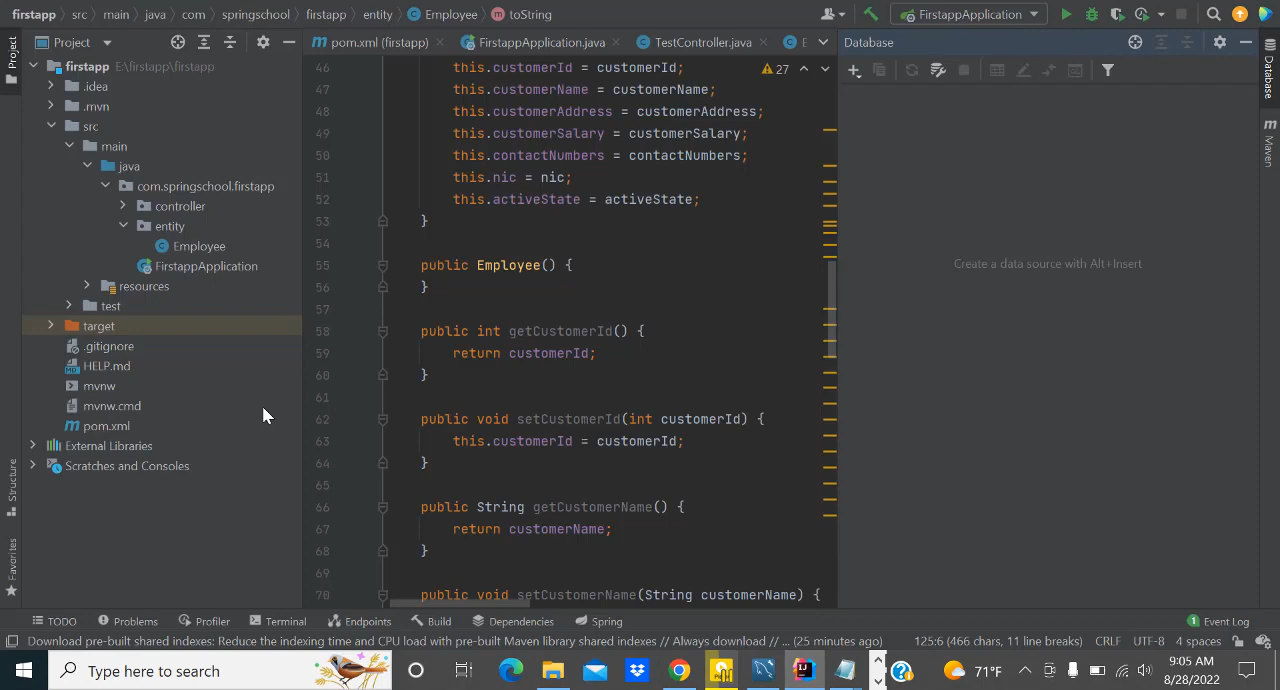 firstapp src main java com springschool firstapp entity Employee toString FirstappApplication
Project
pom.xml (firstapp) FirstappApplication.java TestController.java E
Database
Project
firstapp E:\firstapp\firstapp
.idea
.mvn
src
main
java
com.springschool.firstapp
controller
entity
Employee
FirstappApplication
resources
test
target
.gitignore
HELP.md
mvnw
mvnw.cmd
pom.xml
External Libraries
Scratches and Consoles
Structure
Favorites
27
46 this.customerId = customerId;
47 this.customerName = customerName;
48 this.customerAddress = customerAddress;
49 this.customerSalary = customerSalary;
50 this.contactNumbers = contactNumbers;
51 this.nic = nic;
52 this.activeState = activeState;
53 }
54
55 public Employee() {
56 }
57
58 public int getCustomerId() {
59 return customerId;
60 }
61
62 public void setCustomerId(int customerId) {
63 this.customerId = customerId;
64 }
65
66 public String getCustomerName() {
67 return customerName;
68 }
69
70 public void setCustomerName(String customerName) {
Create a data source with Alt+Insert
Database
m Maven
TODO Problems Profiler Terminal Endpoints Build Dependencies Spring 1 Event Log
Download pre-built shared indexes: Reduce the indexing time and CPU load with pre-built Maven library shared indexes // Always download // ... (25 minutes ago) 125:6 (466 chars, 11 line breaks) CRLF UTF-8 4 spaces
Type here to search
71°F
9:05 AM
8/28/2022